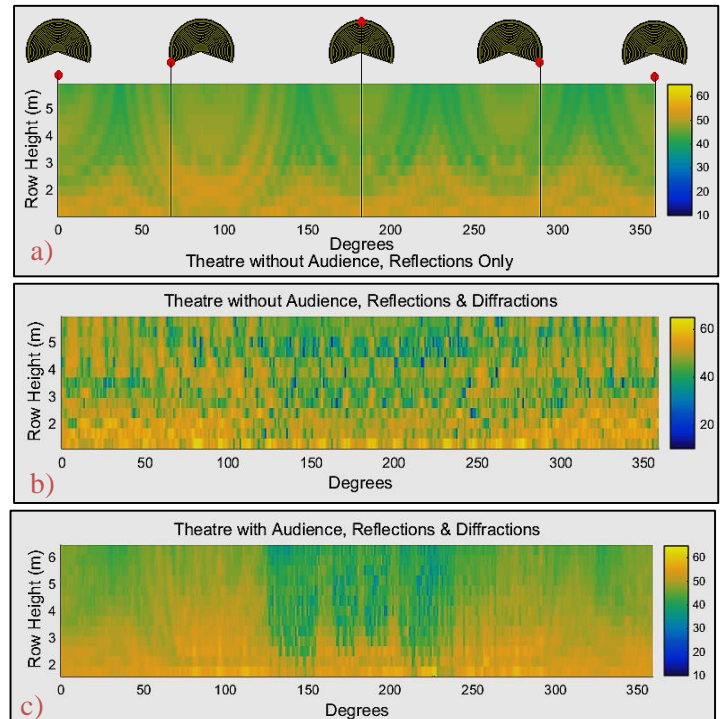 60
50
40
30
20
10
Row Height (m)
5
4
3
2
0 50 100 150 200 250 300 350
Degrees
Theatre without Audience, Reflections Only
a)
Theatre without Audience, Reflections & Diffractions
60
40
20
Row Height (m)
5
4
3
2
0 50 100 150 200 250 300 350
Degrees
b)
Theatre with Audience, Reflections & Diffractions
60
50
40
30
20
10
Row Height (m)
6
5
4
3
2
0 50 100 150 200 250 300 350
Degrees
c)